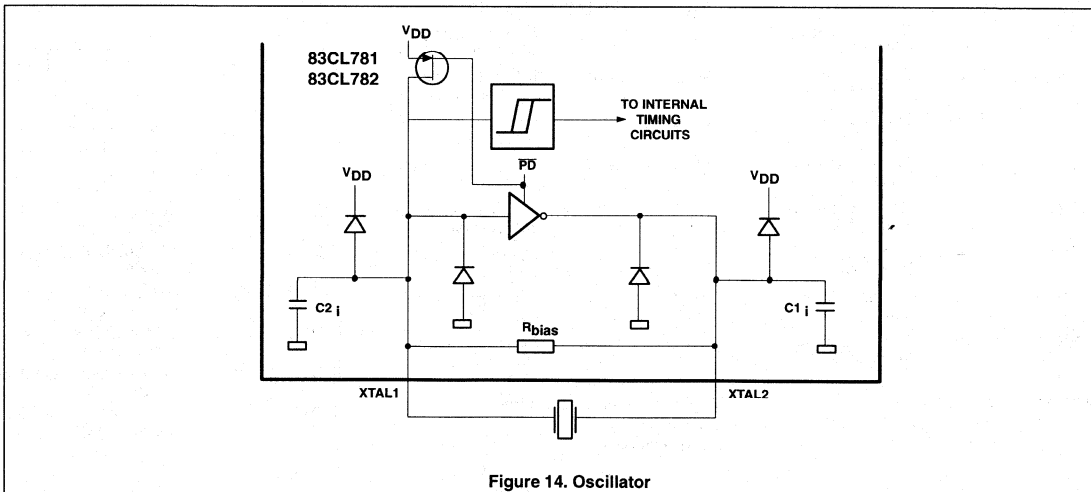 VDD
83CL781
83CL782
TO INTERNAL
TIMING
CIRCUITS
PD
VDD
VDD
C2 i
C1 i
Rbias
XTAL1
XTAL2
Figure 14. Oscillator